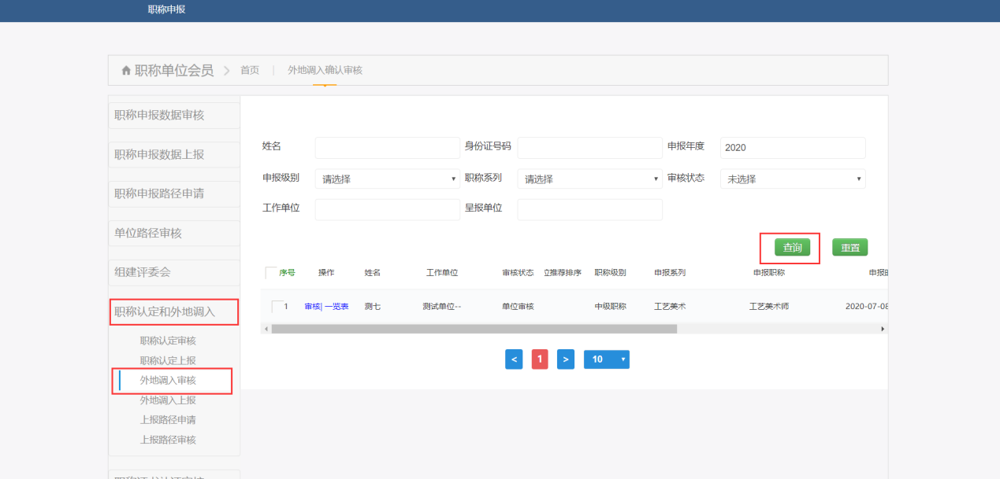 职称申报
职称单位会员 首页 外地调入确认审核
职称申报数据审核
职称申报数据上报
职称申报路径申请
单位路径审核
组建评委会
职称认定和外地调入
职称认定审核
职称认定上报
外地调入审核
外地调入上报
上报路径申请
上报路径审核
姓名 身份证号码 申报年度 2020
申报级别 请选择 职称系列 请选择 审核状态 未选择
工作单位 呈报单位
查询 重置
序号 操作 姓名 工作单位 审核状态 位推荐排序 职称级别 申报系列 申报职称 申报时
1 审核| 一览表 测七 测试单位-- 单位审核 中级职称 工艺美术 工艺美术师 2020-07-08
< 1 > 10